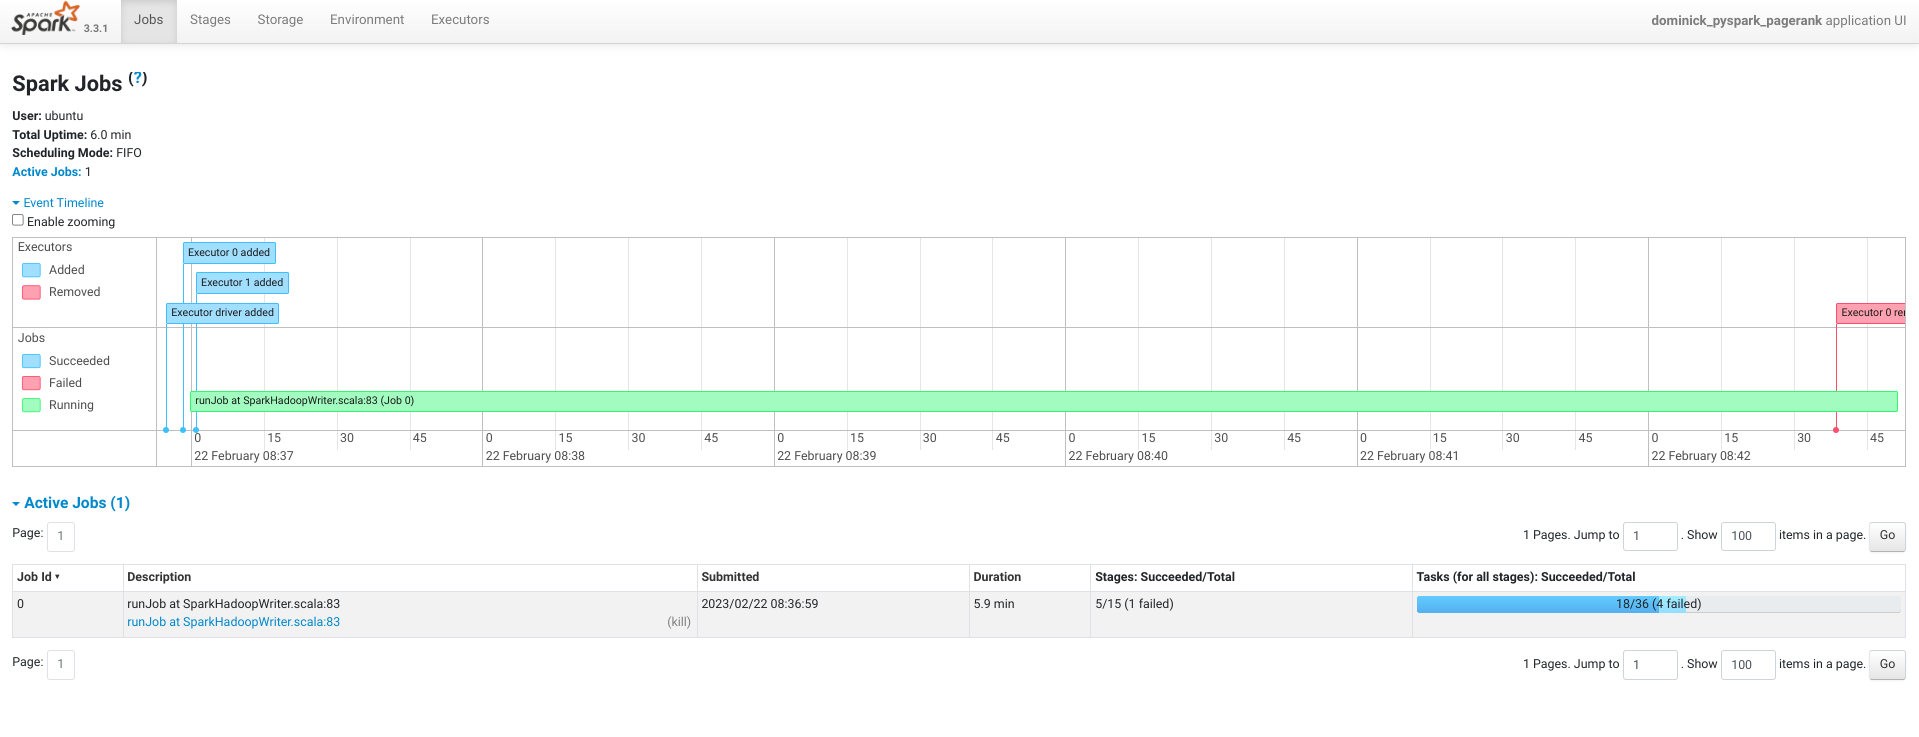 APACHE
Spark 3.3.1 Jobs Stages Storage Environment Executors dominick_pyspark_pagerank application UI
Spark Jobs (?)
User: ubuntu
Total Uptime: 6.0 min
Scheduling Mode: FIFO
Active Jobs: 1
Event Timeline
Enable zooming
Executors
Added
Removed
Executor 0 added
Executor 1 added
Executor driver added
Executor 0
Jobs
Succeeded
Failed
Running
runJob at SparkHadoopWriter.scala:83 (Job 0)
0 15 30 45 0 15 30 45 0 15 30 45 0 15 30 45 0 15 30 45 0 15 30 45
22 February 08:37 22 February 08:38 22 February 08:39 22 February 08:40 22 February 08:41 22 February 08:42
Active Jobs (1)
Page: 1 1 Pages. Jump to 1 . Show 100 items in a page. Go
Job Id ▾ Description Submitted Duration Stages: Succeeded/Total Tasks (for all stages): Succeeded/Total
0 runJob at SparkHadoopWriter.scala:83 2023/02/22 08:36:59 5.9 min 5/15 (1 failed) 18/36 (4 failed)
runJob at SparkHadoopWriter.scala:83 (kill)
Page: 1 1 Pages. Jump to 1 . Show 100 items in a page. Go